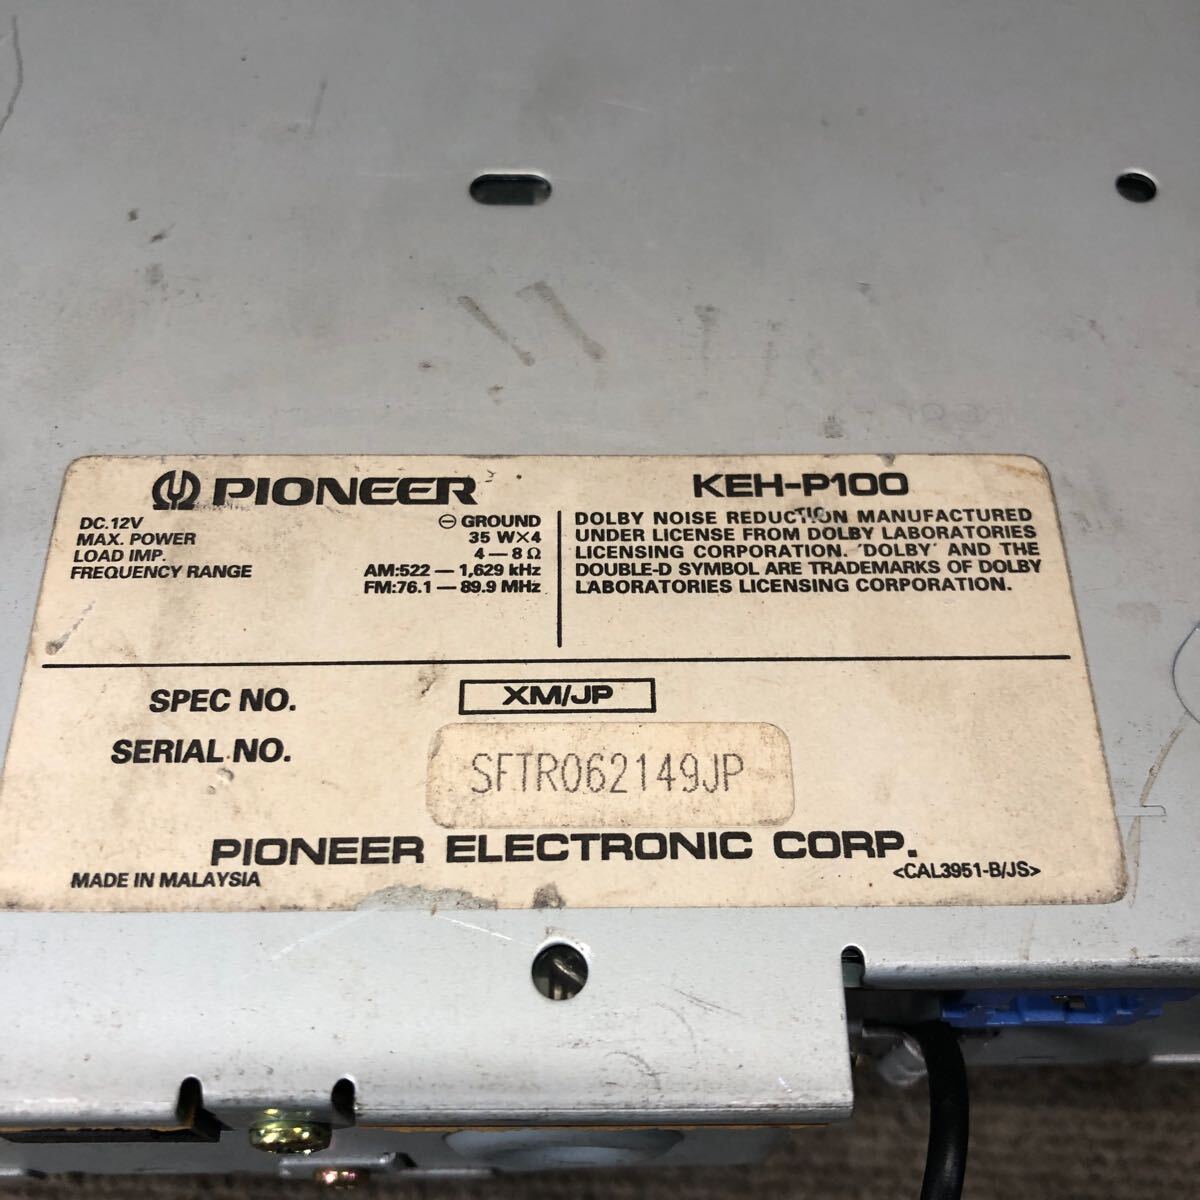 PIONEER
KEH-P100
DC.12V ⊖ GROUND
MAX. POWER 35 W×4
LOAD IMP. 4 — 8 Ω
FREQUENCY RANGE AM:522 — 1,629 kHz
FM:76.1 — 89.9 MHz
DOLBY NOISE REDUCTION MANUFACTURED
UNDER LICENSE FROM DOLBY LABORATORIES
LICENSING CORPORATION. 'DOLBY' AND THE
DOUBLE-D SYMBOL ARE TRADEMARKS OF DOLBY
LABORATORIES LICENSING CORPORATION.
SPEC NO. XM/JP
SERIAL NO. SFTR062149JP
PIONEER ELECTRONIC CORP.
MADE IN MALAYSIA <CAL3951-B/JS>